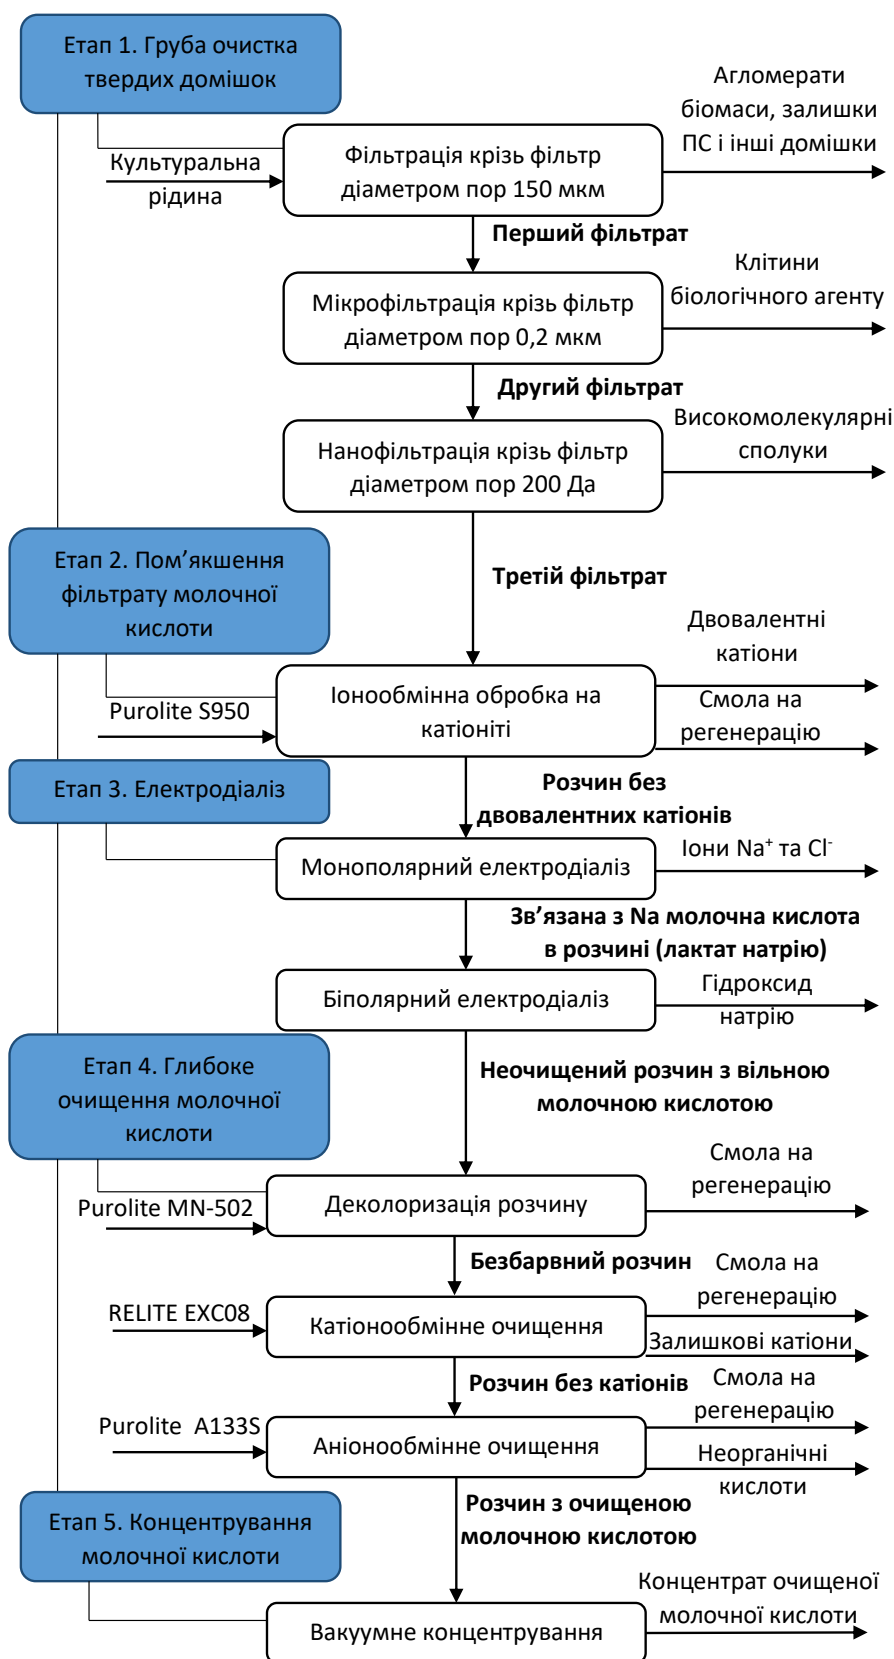 Етап 1. Груба очистка
твердих домішок
Агломерати
біомаси, залишки
ПС і інші домішки
Культуральна
рідина
Фільтрація крізь фільтр
діаметром пор 150 мкм
Перший фільтрат
Клітини
біологічного агенту
Мікрофільтрація крізь фільтр
діаметром пор 0,2 мкм
Другий фільтрат
Високомолекулярні
сполуки
Нанофільтрація крізь фільтр
діаметром пор 200 Да
Етап 2. Пом’якшення
фільтрату молочної
кислоти
Третій фільтрат
Двовалентні
катіони
Purolite S950
Іонообмінна обробка на
катіоніті
Смола на
регенерацію
Етап 3. Електродіаліз
Розчин без
двовалентних катіонів
Монополярний електродіаліз
Іони Na⁺ та Cl⁻
Зв’язана з Na молочна кислота
в розчині (лактат натрію)
Біполярний електродіаліз
Гідроксид
натрію
Етап 4. Глибоке
очищення молочної
кислоти
Неочищений розчин з вільною
молочною кислотою
Purolite MN-502
Деколоризація розчину
Смола на
регенерацію
Безбарвний розчин
RELITE EXC08
Катіонообмінне очищення
Смола на
регенерацію
Залишкові катіони
Розчин без катіонів
Purolite A133S
Аніонообмінне очищення
Смола на
регенерацію
Неорганічні
кислоти
Етап 5. Концентрування
молочної кислоти
Розчин з очищеною
молочною кислотою
Вакуумне концентрування
Концентрат очищеної
молочної кислоти